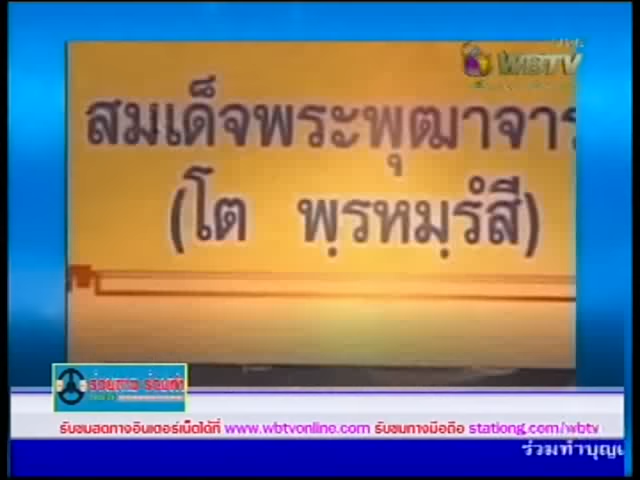 WBTV
สมเด็จพระพุฒาจาร
(โต พฺรหมฺรํสี)
รับชมสดทางอินเตอร์เน็ตได้ที่ www.wbtvonline.com รับชมทางมือถือ stationg.com/wbtv
ร่วมทำบุญ